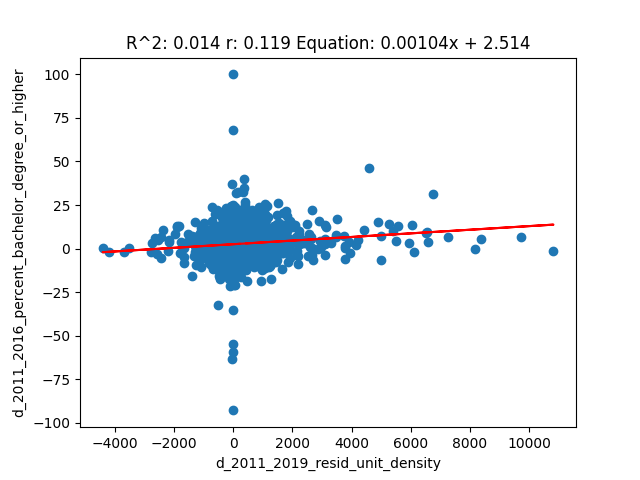 R^2: 0.014 r: 0.119 Equation: 0.00104x + 2.514
d_2011_2016_percent_bachelor_degree_or_higher
100
75
50
25
0
−25
−50
−75
−100
−4000 −2000 0 2000 4000 6000 8000 10000
d_2011_2019_resid_unit_density